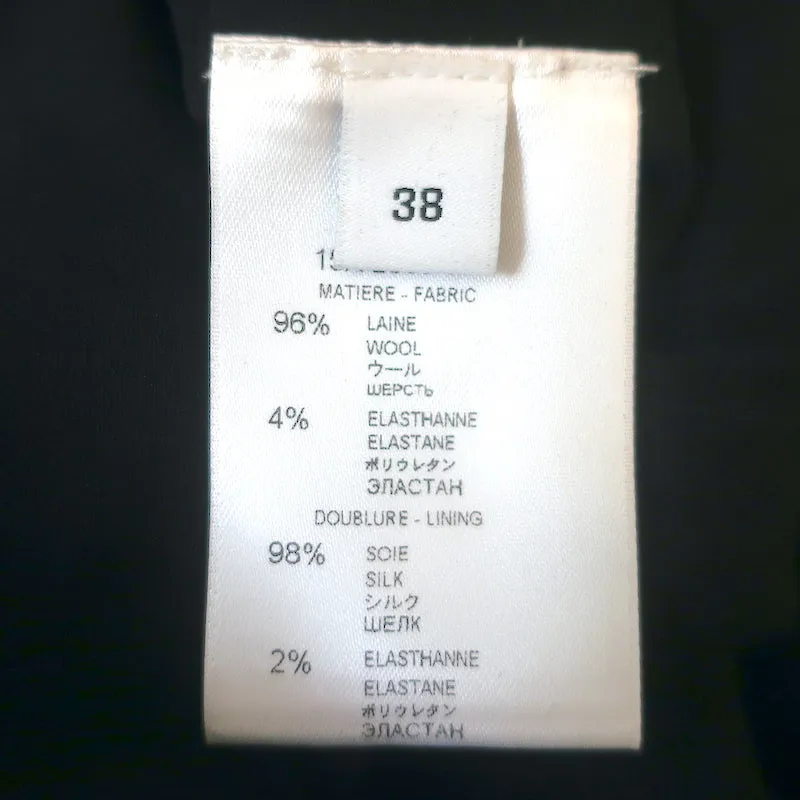 38
MATIERE - FABRIC
96% LAINE
WOOL
ウール
ШЕРСТЬ
4% ELASTHANNE
ELASTANE
ポリウレタン
ЭЛАСТАН
DOUBLURE - LINING
98% SOIE
SILK
シルク
ШЕЛК
2% ELASTHANNE
ELASTANE
ポリウレタン
ЭЛАСТАН